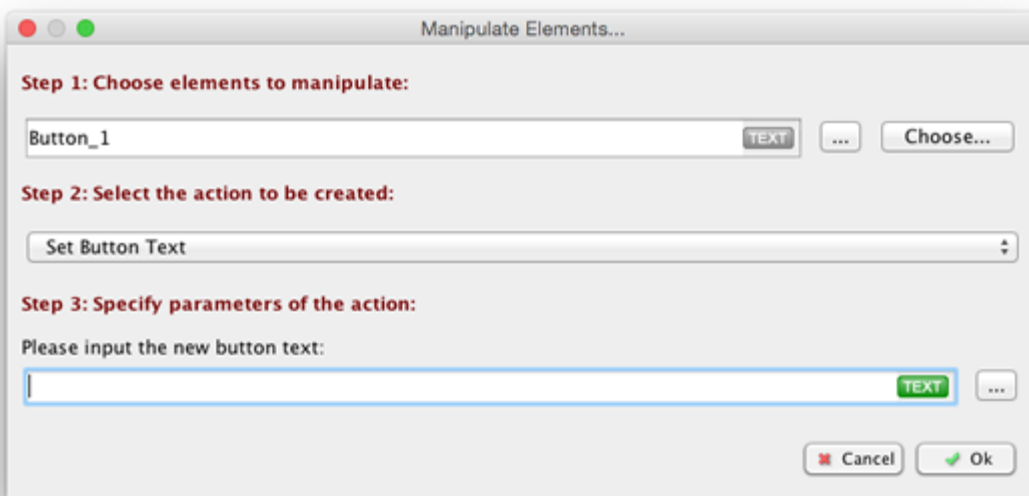 Manipulate Elements...
Step 1: Choose elements to manipulate:
Button_1 TEXT ... Choose...
Step 2: Select the action to be created:
Set Button Text
Step 3: Specify parameters of the action:
Please input the new button text:
TEXT ...
Cancel Ok